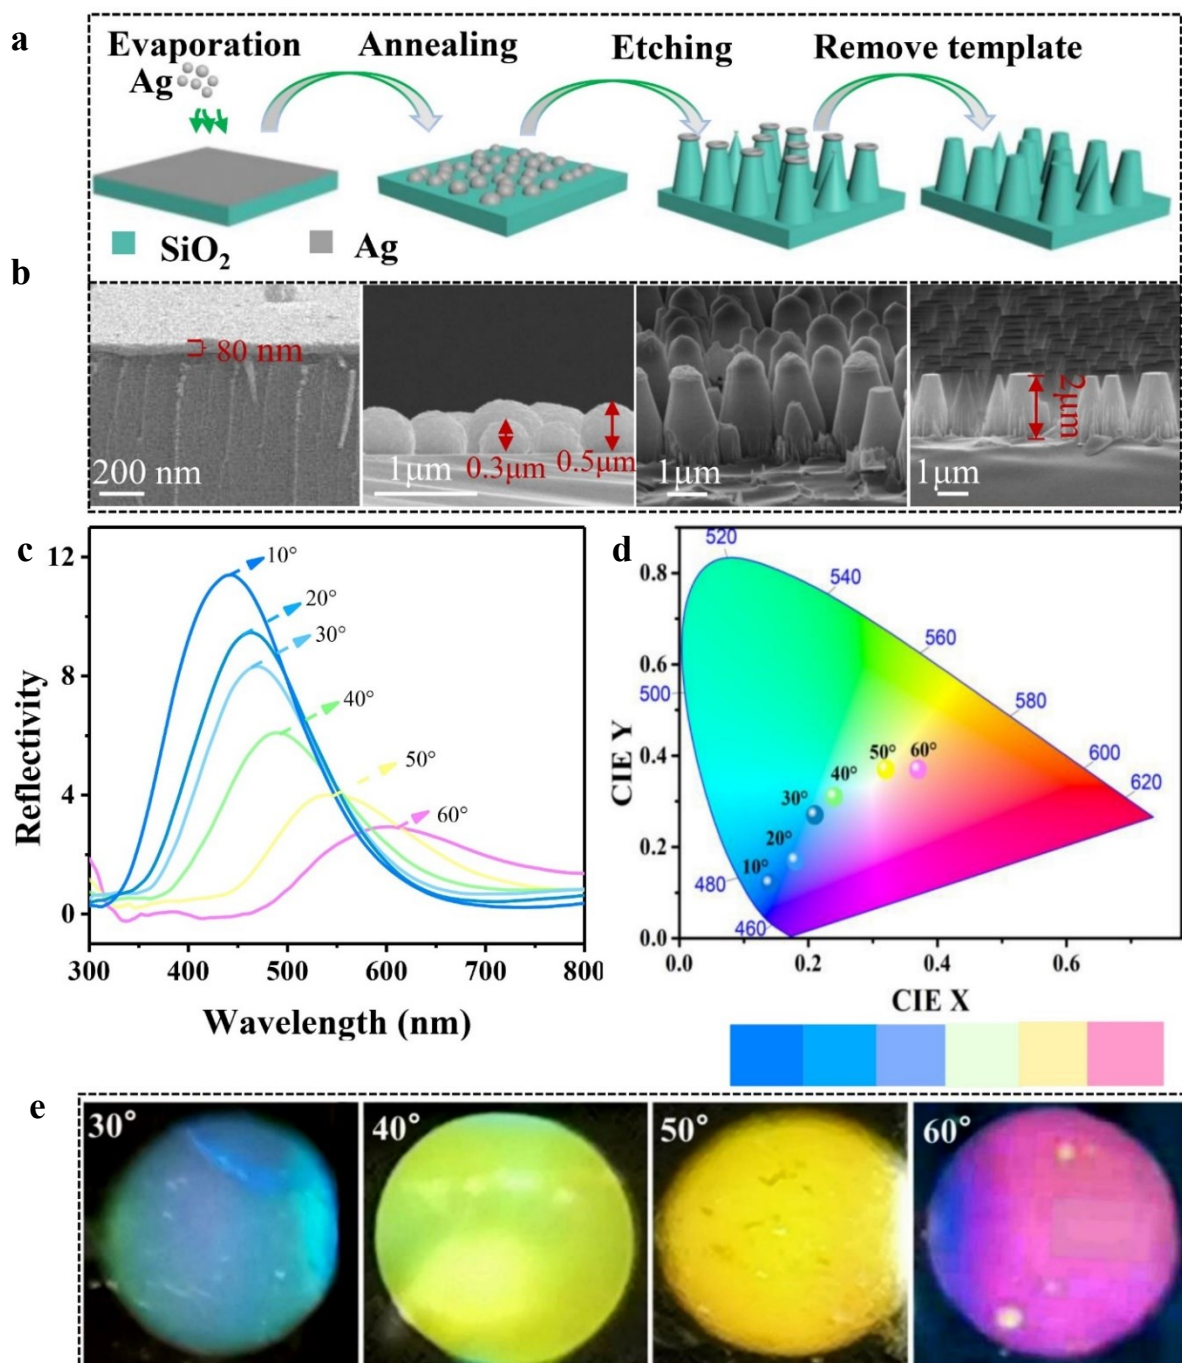 a
Evaporation Annealing Etching Remove template
Ag
SiO2 Ag
b
80 nm
200 nm
0.3μm 0.5μm
1μm
1μm
2μm
1μm
c
12
8
4
0
300 400 500 600 700 800
Reflectivity
Wavelength (nm)
10°
20°
30°
40°
50°
60°
d
0.8
0.6
0.4
0.2
0.0
0.0 0.2 0.4 0.6
CIE Y
CIE X
520
540
560
580
600
620
500
480
460
10°
20°
30°
40°
50°
60°
e
30° 40° 50° 60°